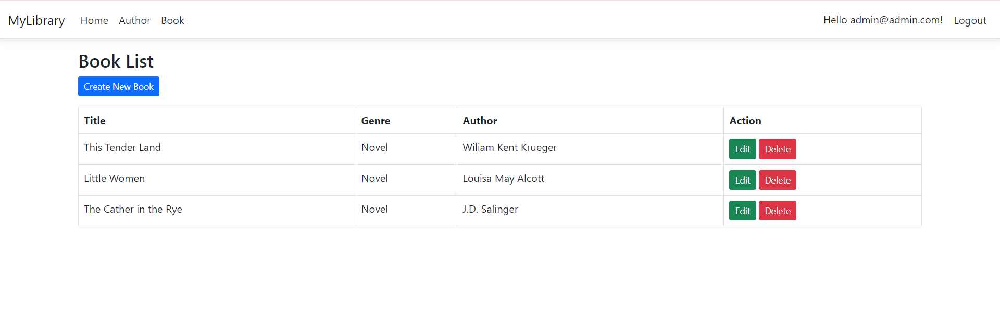 MyLibrary Home Author Book Hello admin@admin.com! Logout
Book List
Create New Book
Title Genre Author Action
This Tender Land Novel Wiliam Kent Krueger Edit Delete
Little Women Novel Louisa May Alcott Edit Delete
The Cather in the Rye Novel J.D. Salinger Edit Delete